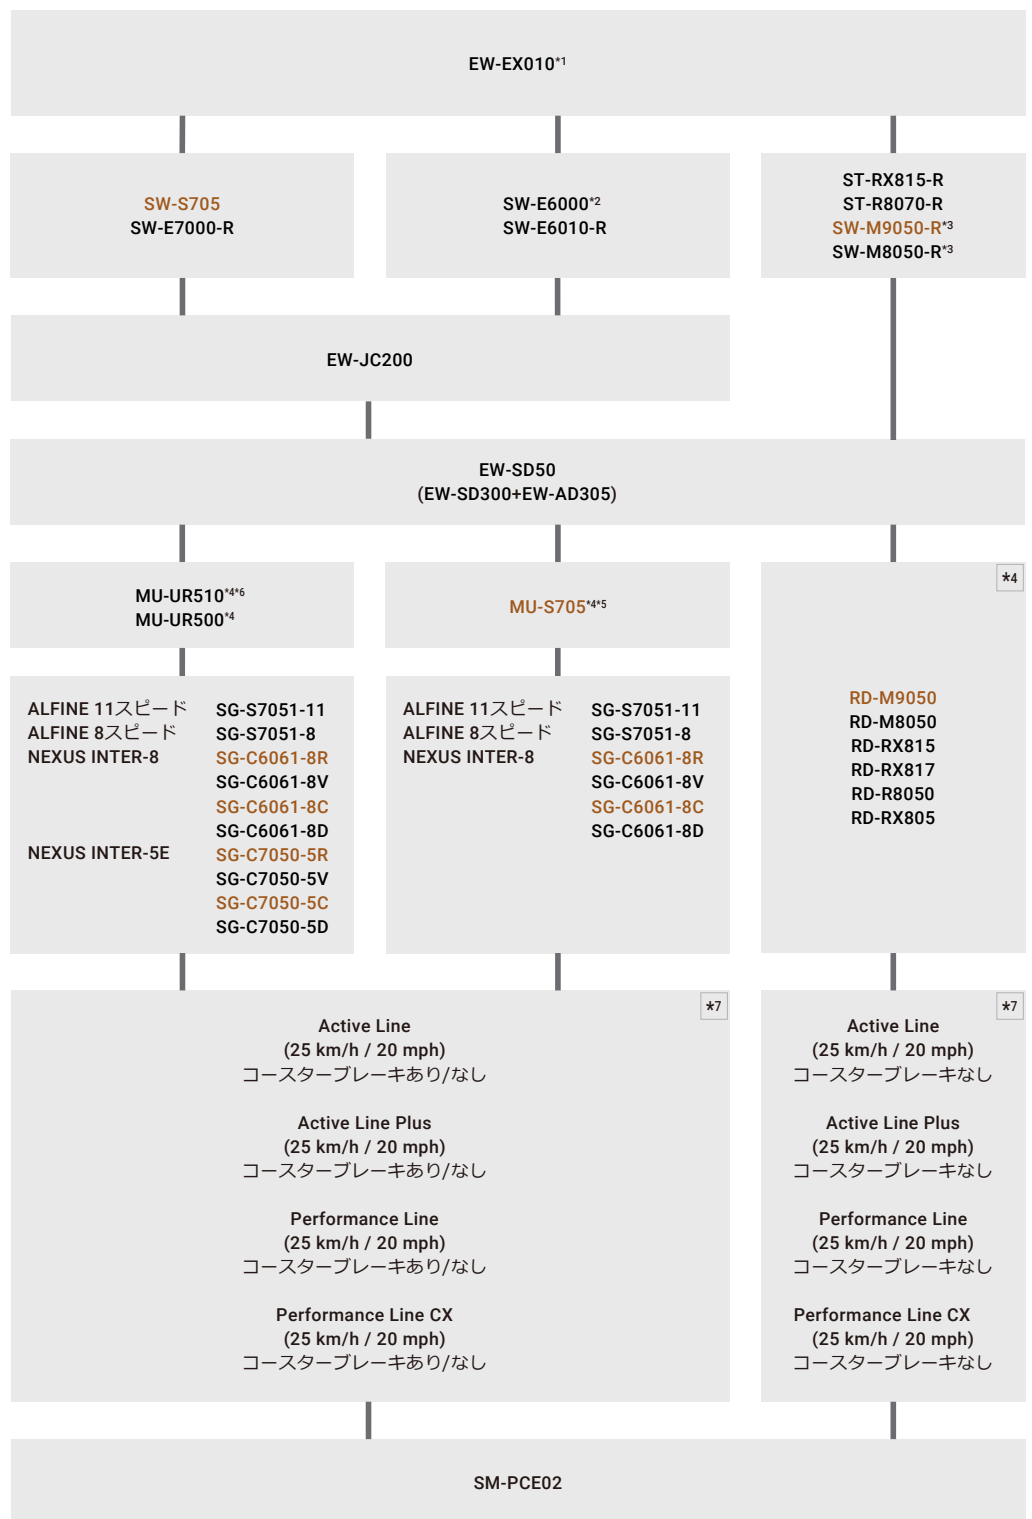 EW-EX010*1
SW-S705
SW-E7000-R
SW-E6000*2
SW-E6010-R
ST-RX815-R
ST-R8070-R
SW-M9050-R*3
SW-M8050-R*3
EW-JC200
EW-SD50
(EW-SD300+EW-AD305)
MU-UR510*4*6
MU-UR500*4
MU-S705*4*5
*4
RD-M9050
RD-M8050
RD-RX815
RD-RX817
RD-R8050
RD-RX805
ALFINE 11スピード SG-S7051-11
ALFINE 8スピード SG-S7051-8
NEXUS INTER-8 SG-C6061-8R
SG-C6061-8V
SG-C6061-8C
SG-C6061-8D
NEXUS INTER-5E SG-C7050-5R
SG-C7050-5V
SG-C7050-5C
SG-C7050-5D
ALFINE 11スピード SG-S7051-11
ALFINE 8スピード SG-S7051-8
NEXUS INTER-8 SG-C6061-8R
SG-C6061-8V
SG-C6061-8C
SG-C6061-8D
*7
Active Line
(25 km/h / 20 mph)
コースターブレーキあり/なし
Active Line Plus
(25 km/h / 20 mph)
コースターブレーキあり/なし
Performance Line
(25 km/h / 20 mph)
コースターブレーキあり/なし
Performance Line CX
(25 km/h / 20 mph)
コースターブレーキあり/なし
*7
Active Line
(25 km/h / 20 mph)
コースターブレーキなし
Active Line Plus
(25 km/h / 20 mph)
コースターブレーキなし
Performance Line
(25 km/h / 20 mph)
コースターブレーキなし
Performance Line CX
(25 km/h / 20 mph)
コースターブレーキなし
SM-PCE02